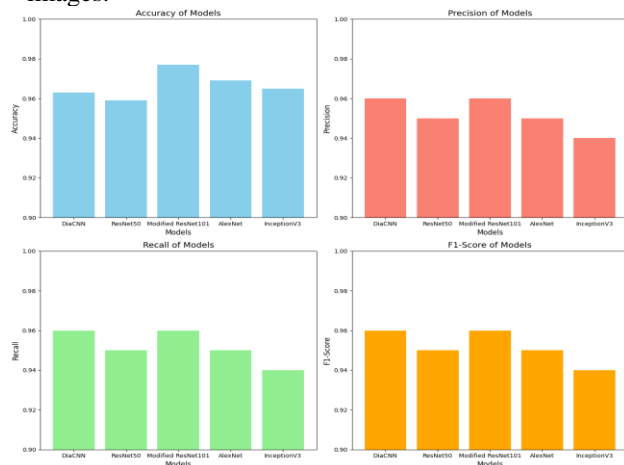 images.
Accuracy of Models
1.00
0.98
0.96
0.94
0.92
0.90
Accuracy
DiaCNN ResNet50 Modified ResNet101 AlexNet InceptionV3
Models
Precision of Models
1.00
0.98
0.96
0.94
0.92
0.90
Precision
DiaCNN ResNet50 Modified ResNet101 AlexNet InceptionV3
Models
Recall of Models
1.00
0.98
0.96
0.94
0.92
0.90
Recall
DiaCNN ResNet50 Modified ResNet101 AlexNet InceptionV3
Models
F1-Score of Models
1.00
0.98
0.96
0.94
0.92
0.90
F1-Score
DiaCNN ResNet50 Modified ResNet101 AlexNet InceptionV3
Models